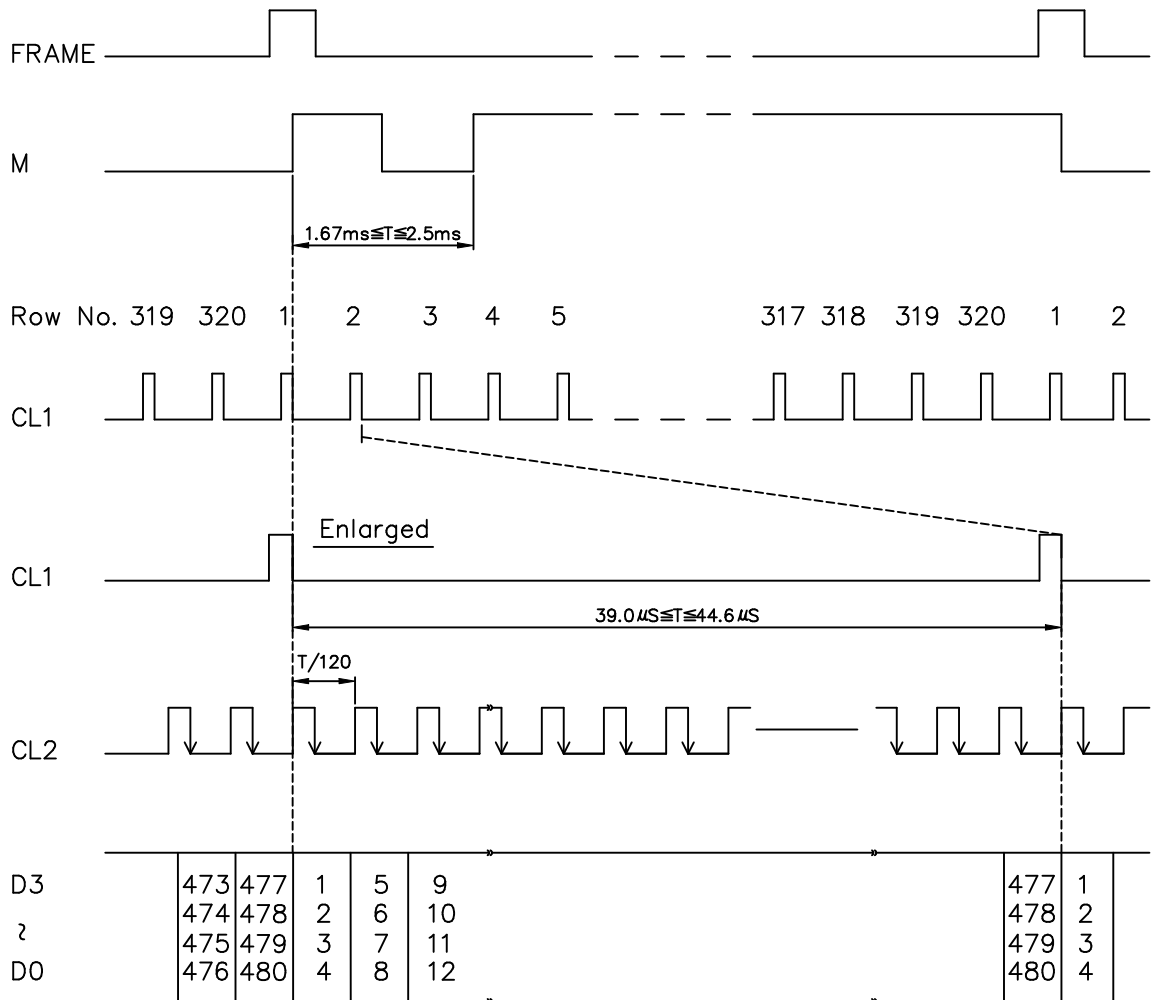 FRAME
M
1.67ms≦T≦2.5ms
Row No. 319 320 1 2 3 4 5 317 318 319 320 1 2
CL1
Enlarged
CL1
39.0μS≦T≦44.6μS
T/120
CL2
D3 473 477 1 5 9 477 1
474 478 2 6 10 478 2
~ 475 479 3 7 11 479 3
D0 476 480 4 8 12 480 4